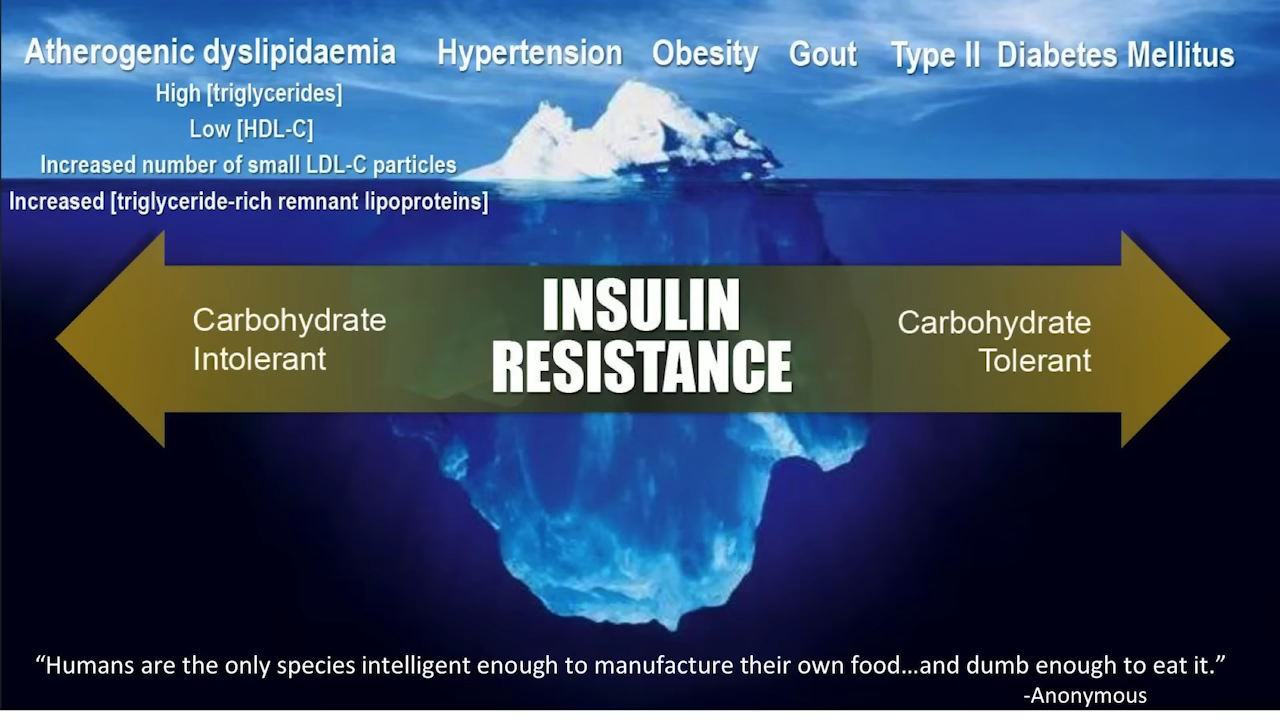 Atherogenic dyslipidaemia Hypertension Obesity Gout Type II Diabetes Mellitus
High [triglycerides]
Low [HDL-C]
Increased number of small LDL-C particles
Increased [triglyceride-rich remnant lipoproteins]
Carbohydrate
Intolerant
INSULIN
RESISTANCE
Carbohydrate
Tolerant
“Humans are the only species intelligent enough to manufacture their own food…and dumb enough to eat it.”
-Anonymous